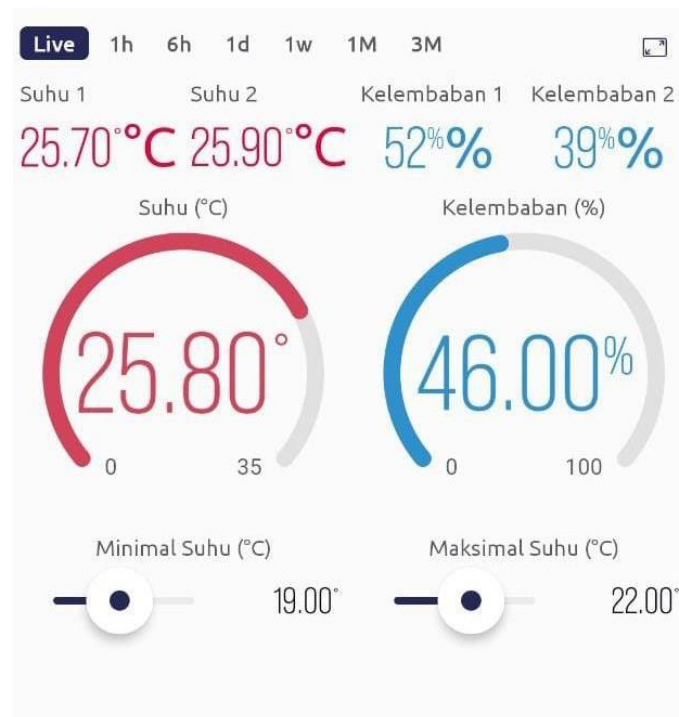 Live 1h 6h 1d 1w 1M 3M
Suhu 1 Suhu 2 Kelembaban 1 Kelembaban 2
25.70°°C 25.90°°C 52%% 39%%
Suhu (°C) Kelembaban (%)
25.80° 46.00%
0 35 0 100
Minimal Suhu (°C) Maksimal Suhu (°C)
19.00° 22.00°